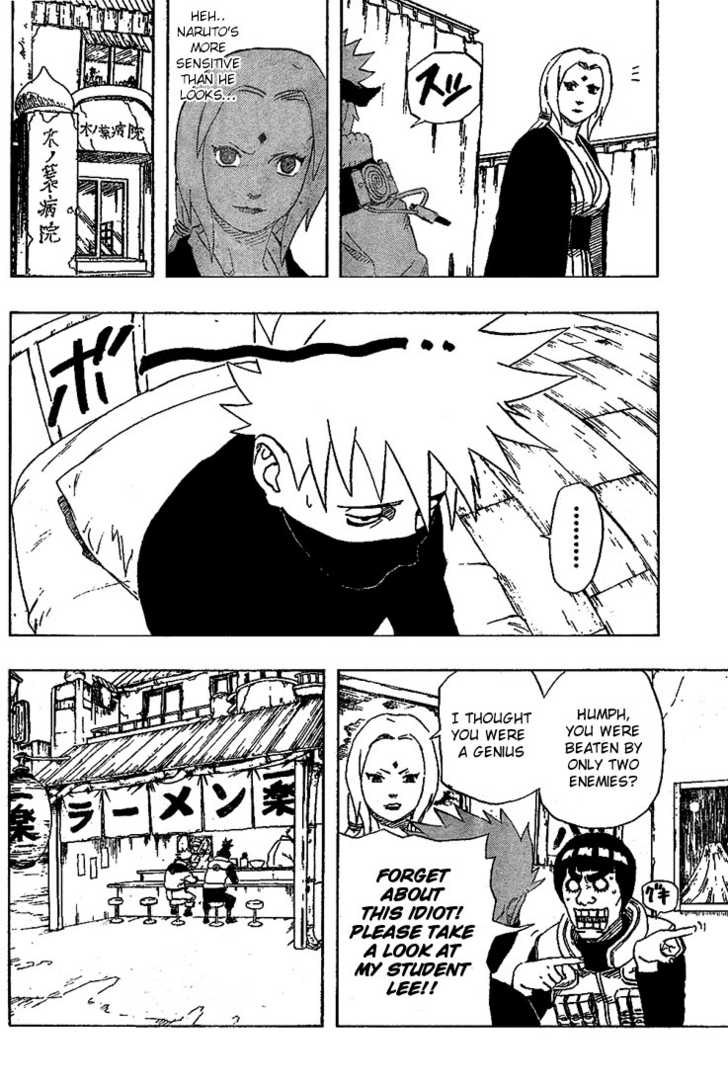 スッ
HEH..
NARUTO'S
MORE
SENSITIVE
THAN HE
LOOKS...
木ノ葉病院
木ノ葉病院
.........
ボー...
HUMPH,
YOU WERE
BEATEN BY
ONLY TWO
ENEMIES?
I THOUGHT
YOU WERE
A GENIUS
FORGET
ABOUT
THIS IDIOT!
PLEASE TAKE
A LOOK AT
MY STUDENT
LEE!!
ラーメン一楽
楽